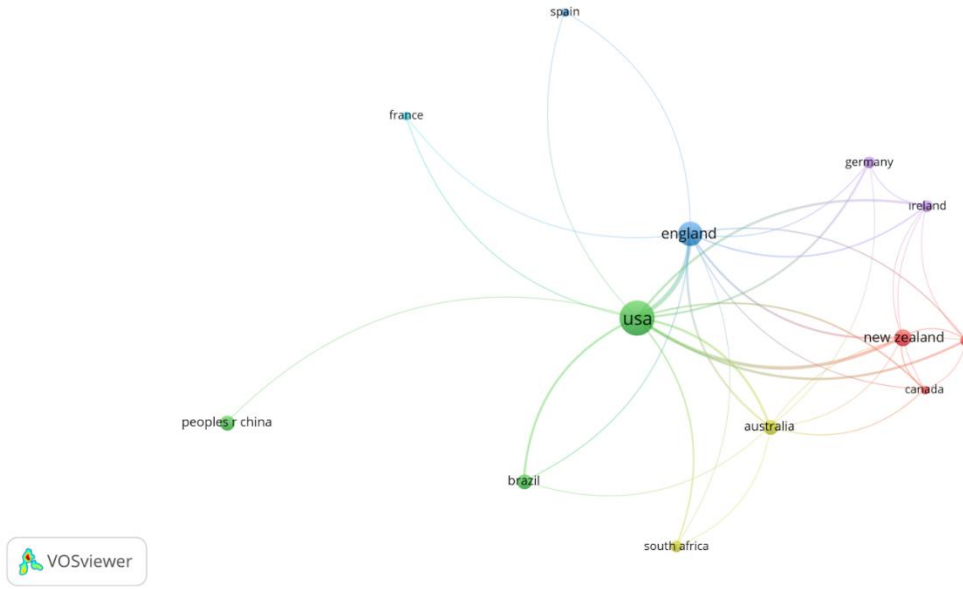 spain
france
germany
ireland
england
usa
new zealand
canada
peoples r china
australia
brazil
south africa
VOSviewer